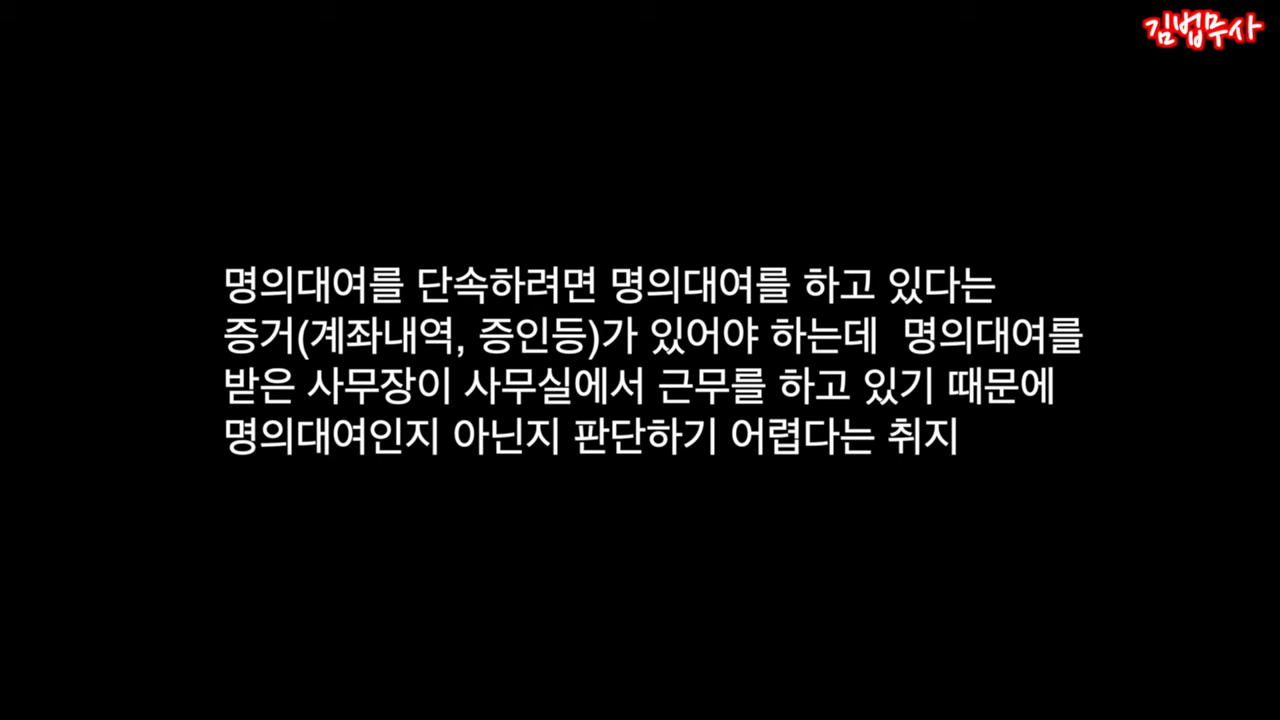 김법무사
명의대여를 단속하려면 명의대여를 하고 있다는
증거(계좌내역, 증인등)가 있어야 하는데  명의대여를
받은 사무장이 사무실에서 근무를 하고 있기 때문에
명의대여인지 아닌지 판단하기 어렵다는 취지